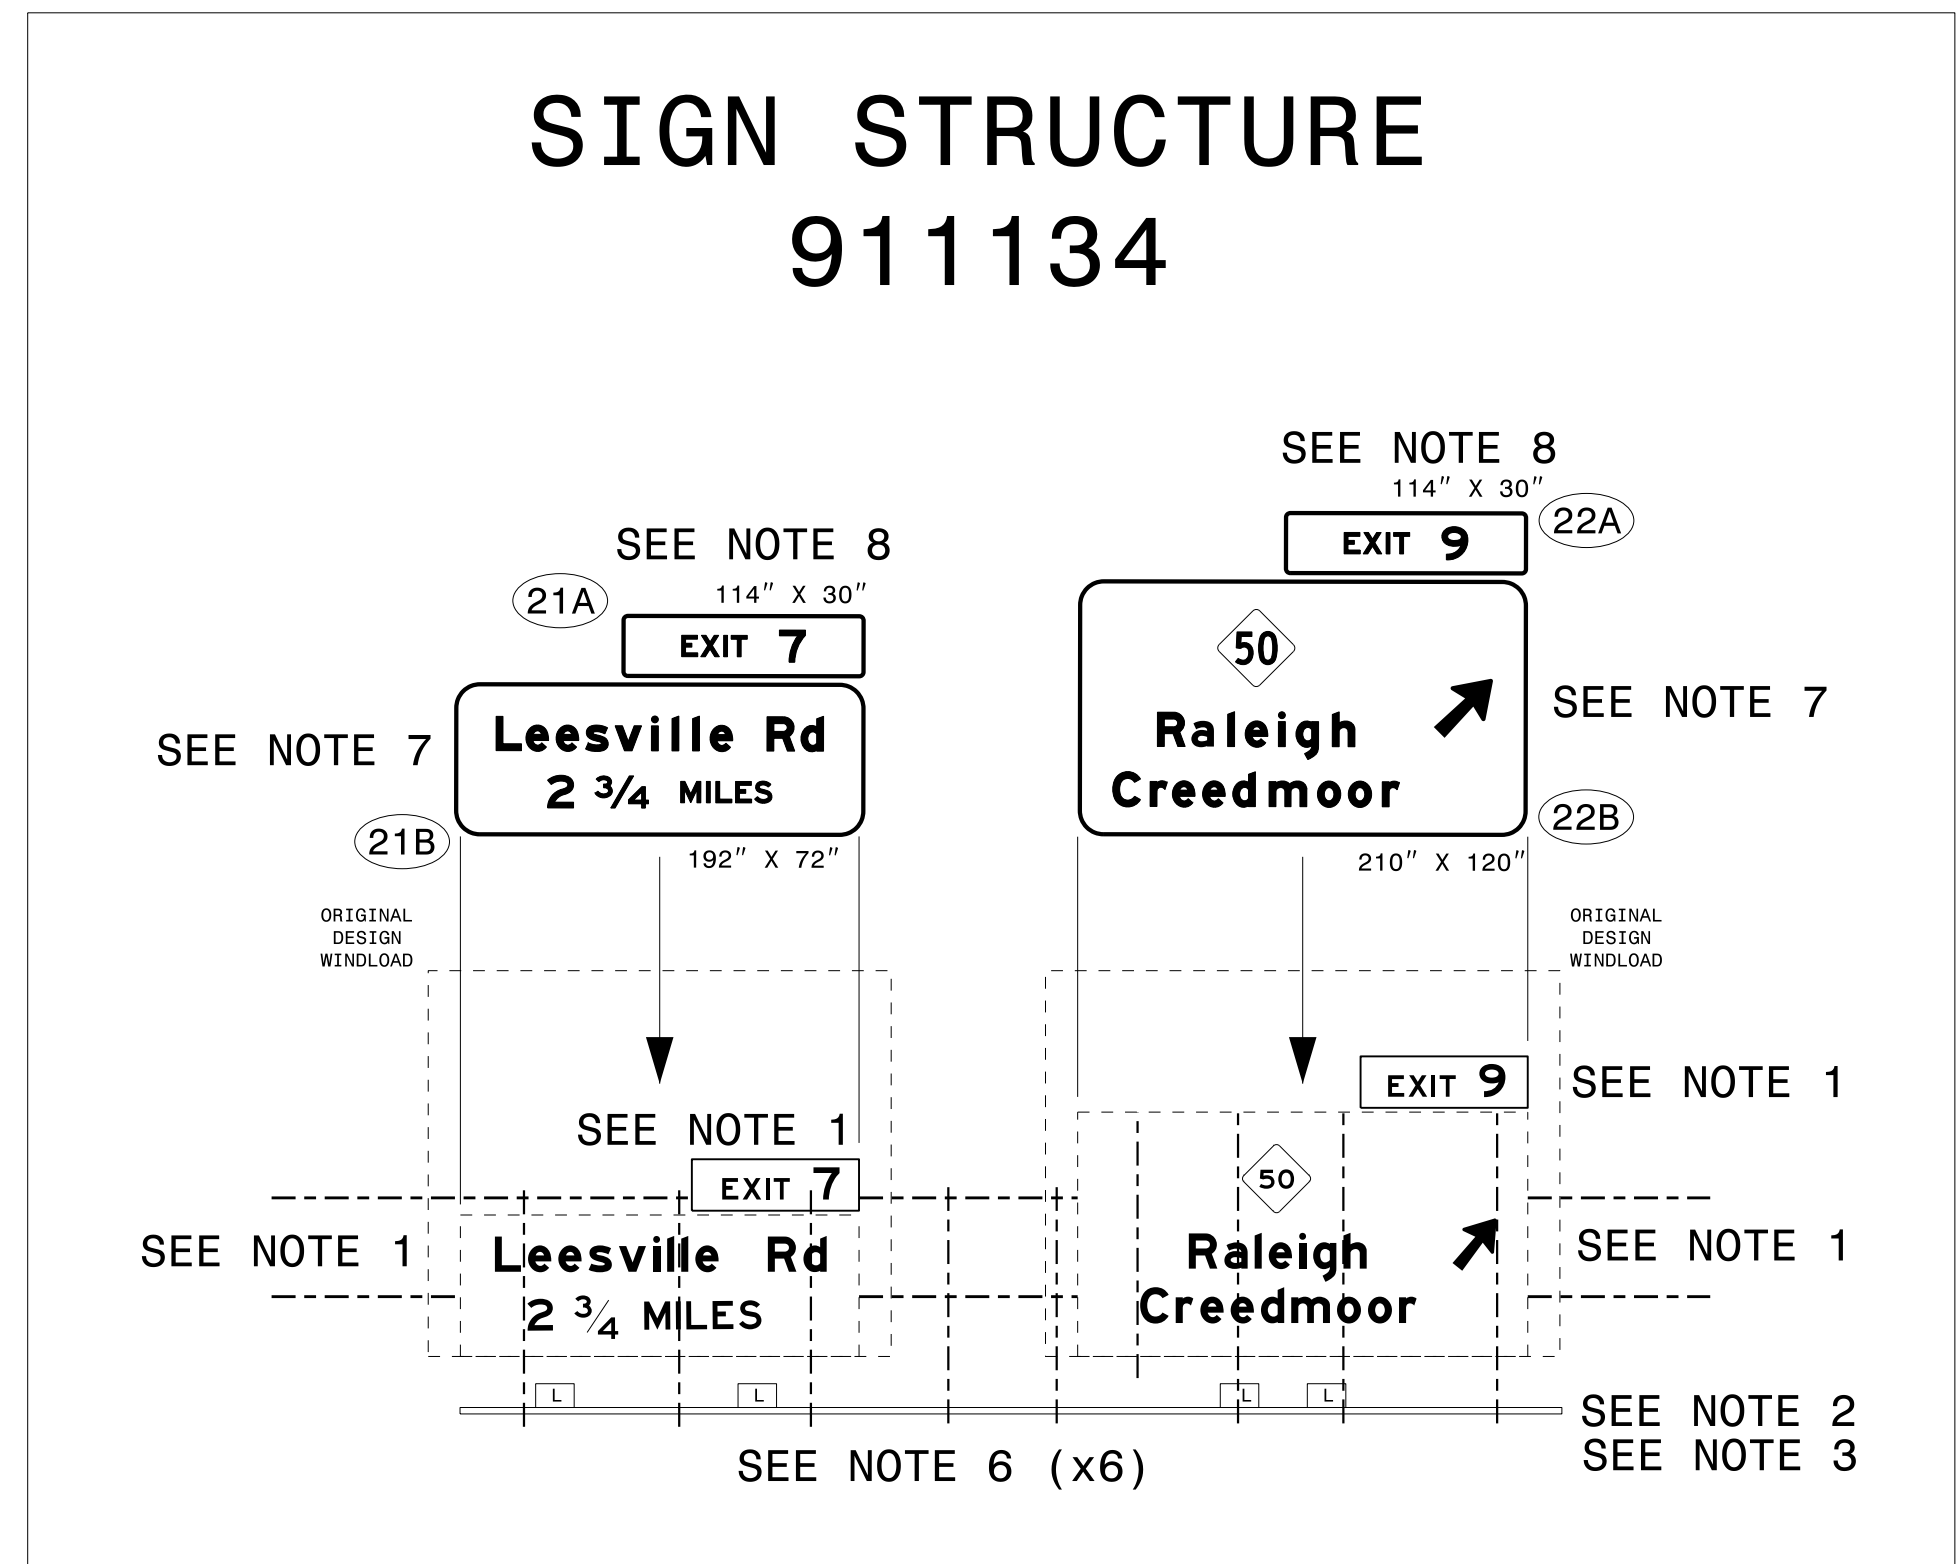 SIGN STRUCTURE
911134
SEE NOTE 8
114" X 30"
22A
EXIT 9
SEE NOTE 8
21A
114" X 30"
EXIT 7
50
SEE NOTE 7
Leesville Rd
2 3/4 MILES
Raleigh
Creedmoor
SEE NOTE 7
21B
192" X 72"
210" X 120"
22B
ORIGINAL
DESIGN
WINDLOAD
ORIGINAL
DESIGN
WINDLOAD
EXIT 9
SEE NOTE 1
SEE NOTE 1
EXIT 7
50
SEE NOTE 1
Leesville Rd
2 3/4 MILES
Raleigh
Creedmoor
SEE NOTE 1
L
L
L
L
SEE NOTE 2
SEE NOTE 3
SEE NOTE 6 (x6)